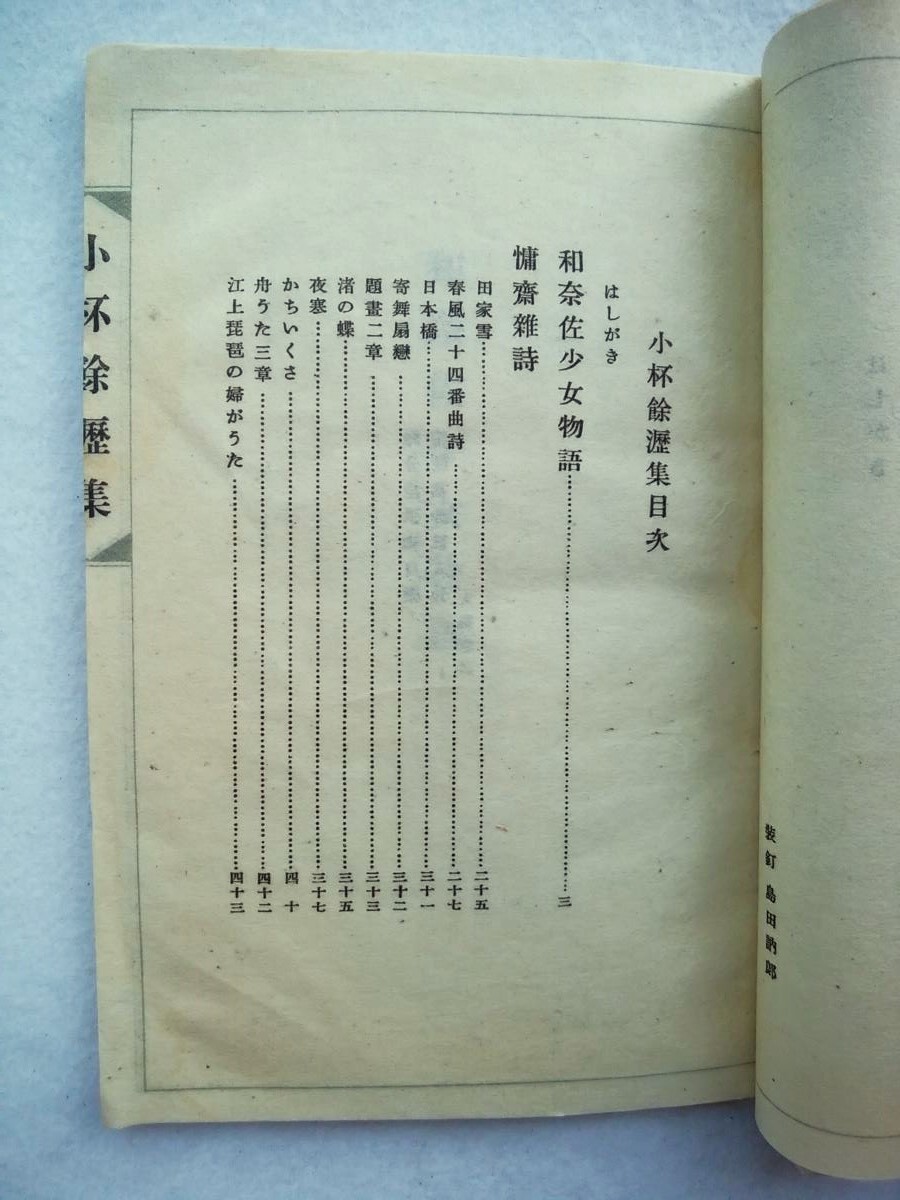 裝釘 島田訥郎
小杯餘瀝集目次
はしがき
和奈佐少女物語……三
慵齋雜詩
田家雪……二十五
春風二十四番曲詩……二十七
日本橋……三十一
寄舞扇戀……三十二
題畫二章……三十三
渚の蝶……三十五
夜寒……三十七
かちいくさ……四十
舟うた三章……四十二
江上琵琶の婦がうた……四十三
小杯餘瀝集